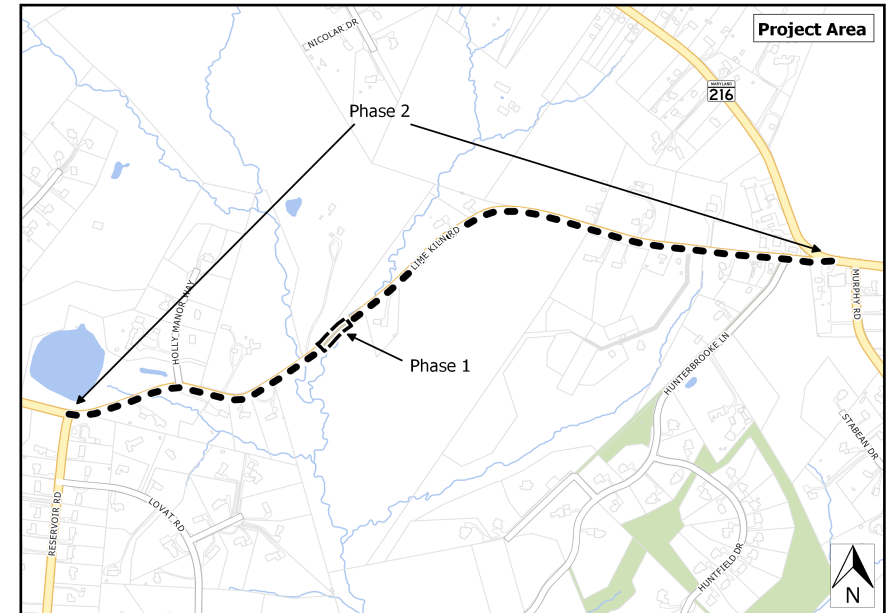 Project Area
NICOLAR DR
MARYLAND
216
Phase 2
LIME KILN RD
HOLLY MANOR WAY
MURPHY RD
Phase 1
HUNTERBROOKE LN
STABEAN DR
RESERVOIR RD
LOVAT RD
HUNTFIELD DR
N